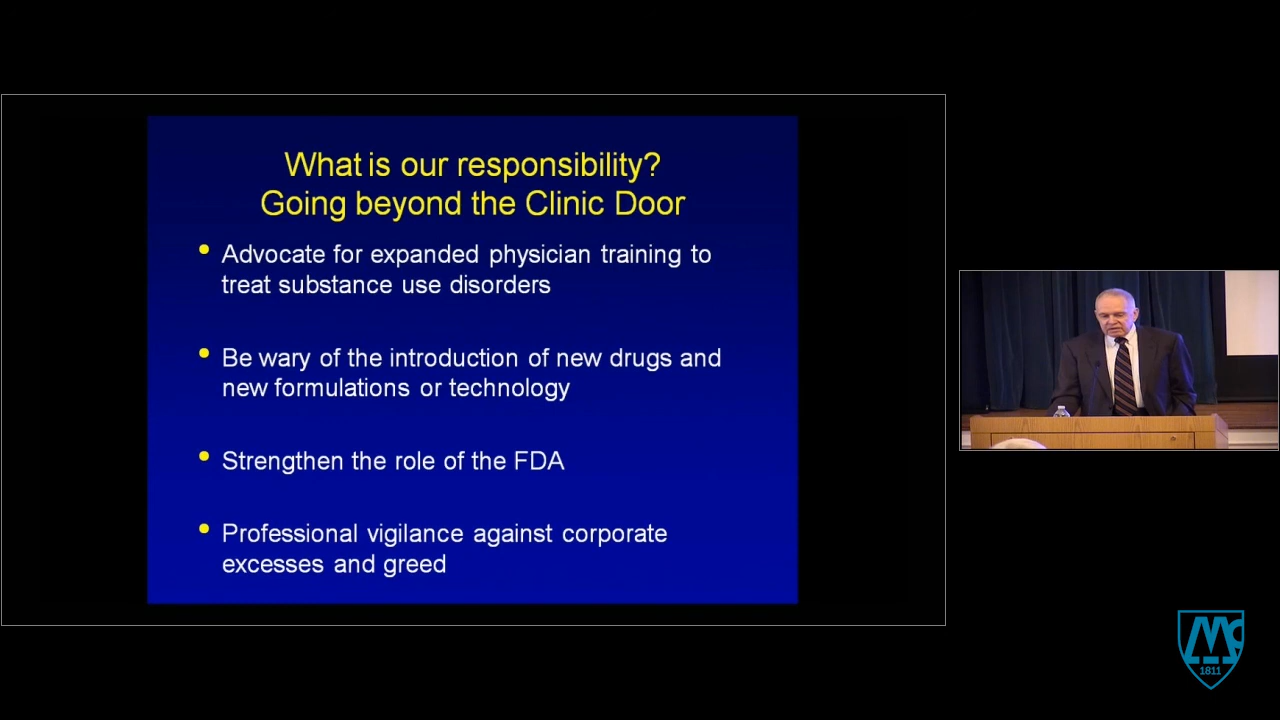 What is our responsibility?
Going beyond the Clinic Door
Advocate for expanded physician training to
treat substance use disorders
Be wary of the introduction of new drugs and
new formulations or technology
Strengthen the role of the FDA
Professional vigilance against corporate
excesses and greed
Mc
1811